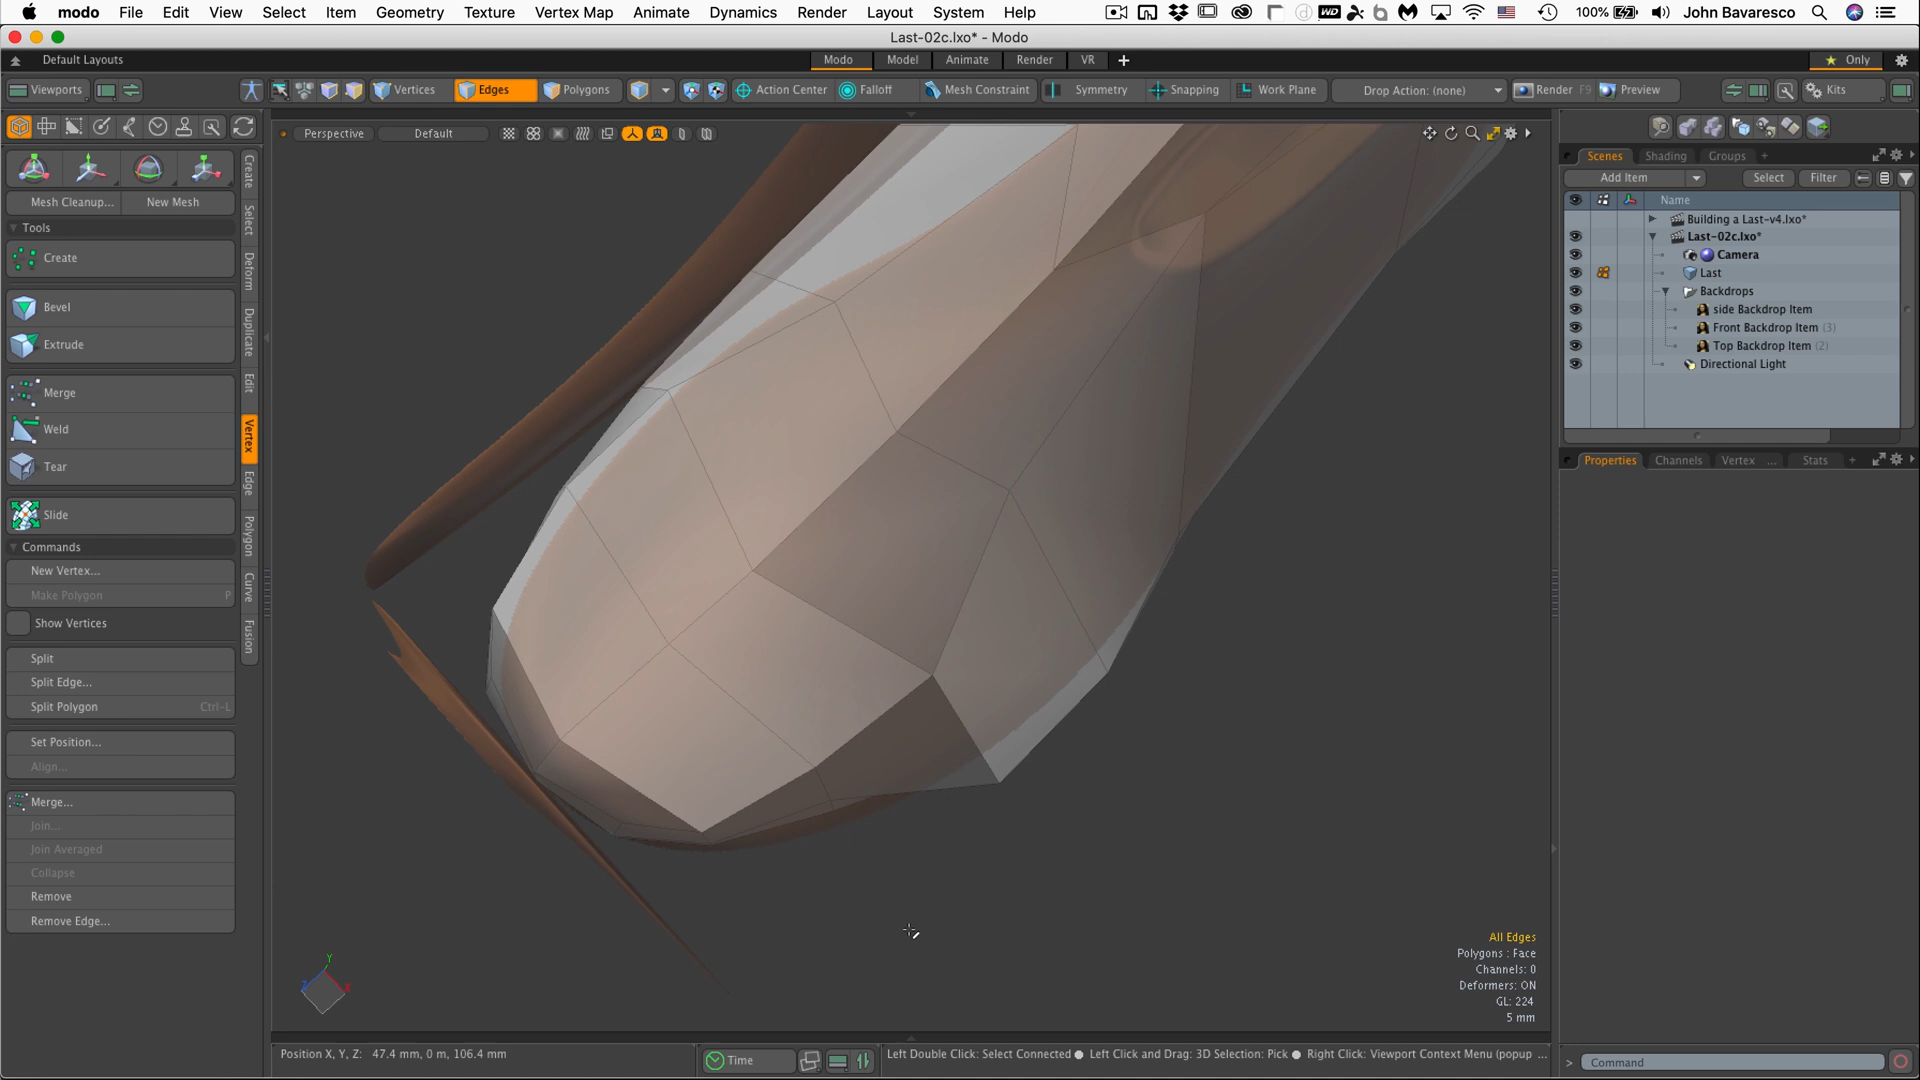 modo File Edit View Select Item Geometry Texture Vertex Map Animate Dynamics Render Layout System Help WD 100% John Bavaresco
Last-02c.lxo* - Modo
Default Layouts Modo Model Animate Render VR + Only
Viewports Vertices Edges Polygons Action Center Falloff Mesh Constraint Symmetry Snapping Work Plane Drop Action: (none) Render F9 Preview Kits
Perspective Default
Scenes Shading Groups +
Add Item Select Filter
Name
Building a Last-v4.lxo*
Last-02c.lxo*
Camera
Last
Backdrops
side Backdrop Item
Front Backdrop Item (3)
Top Backdrop Item (2)
Directional Light
Properties Channels Vertex ... Stats +
Mesh Cleanup... New Mesh
Tools
Create
Bevel
Extrude
Merge
Weld
Tear
Slide
Commands
New Vertex...
Make Polygon P
Show Vertices
Split
Split Edge...
Split Polygon Ctrl-L
Set Position...
Align...
Merge...
Join...
Join Averaged
Collapse
Remove
Remove Edge...
Create
Select
Deform
Duplicate
Edit
Vertex
Edge
Polygon
Curve
Fusion
Y
Z X
All Edges
Polygons : Face
Channels: 0
Deformers: ON
GL: 224
5 mm
Position X, Y, Z: 47.4 mm, 0 m, 106.4 mm Time Left Double Click: Select Connected ● Left Click and Drag: 3D Selection: Pick ● Right Click: Viewport Context Menu (popup ... > Command